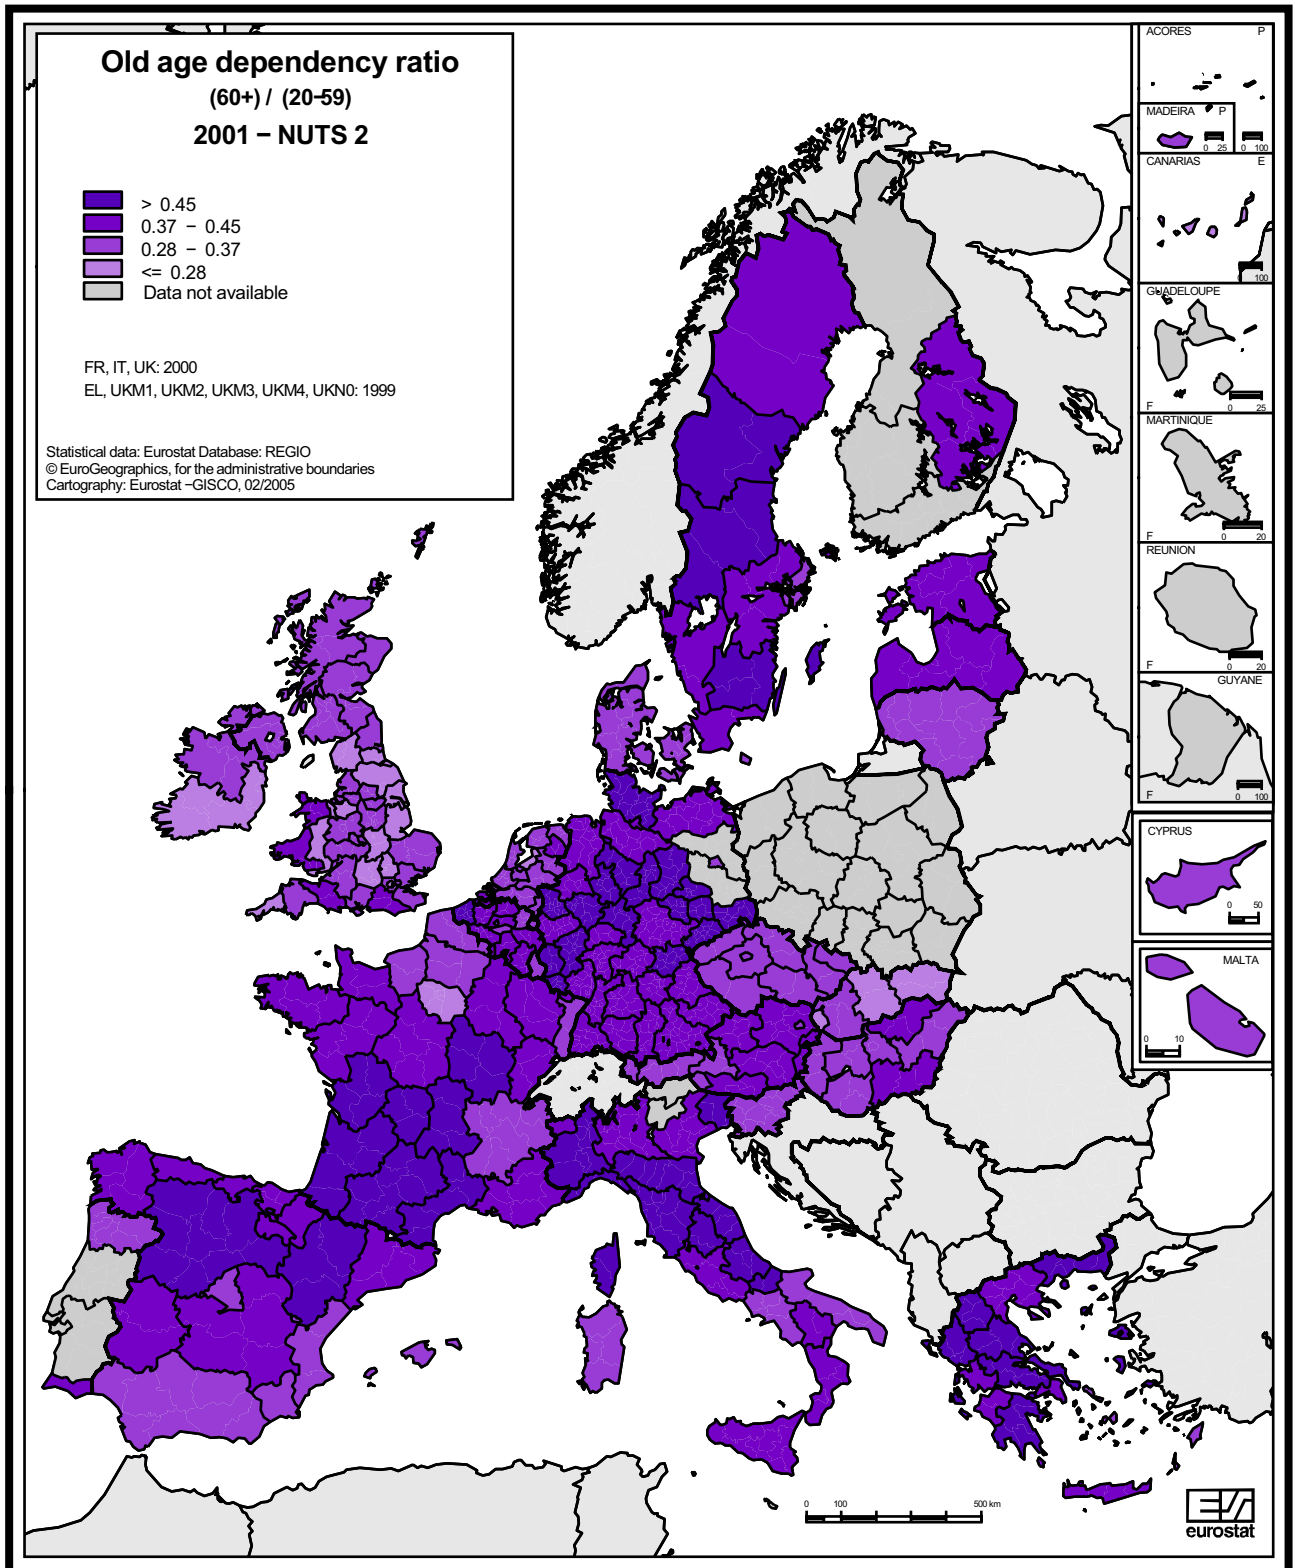 Old age dependency ratio
(60+) / (20-59)
2001 – NUTS 2
> 0.45
0.37 – 0.45
0.28 – 0.37
<= 0.28
Data not available
FR, IT, UK: 2000
EL, UKM1, UKM2, UKM3, UKM4, UKN0: 1999
Statistical data: Eurostat Database: REGIO
© EuroGeographics, for the administrative boundaries
Cartography: Eurostat –GISCO, 02/2005
ACORES P
MADEIRA P
0 25 0 100
CANARIAS E
0 100
GUADELOUPE
F 0 25
MARTINIQUE
F 0 20
REUNION
F 0 20
GUYANE
F 0 100
CYPRUS
0 50
MALTA
0 10
0 100 500 km
eurostat